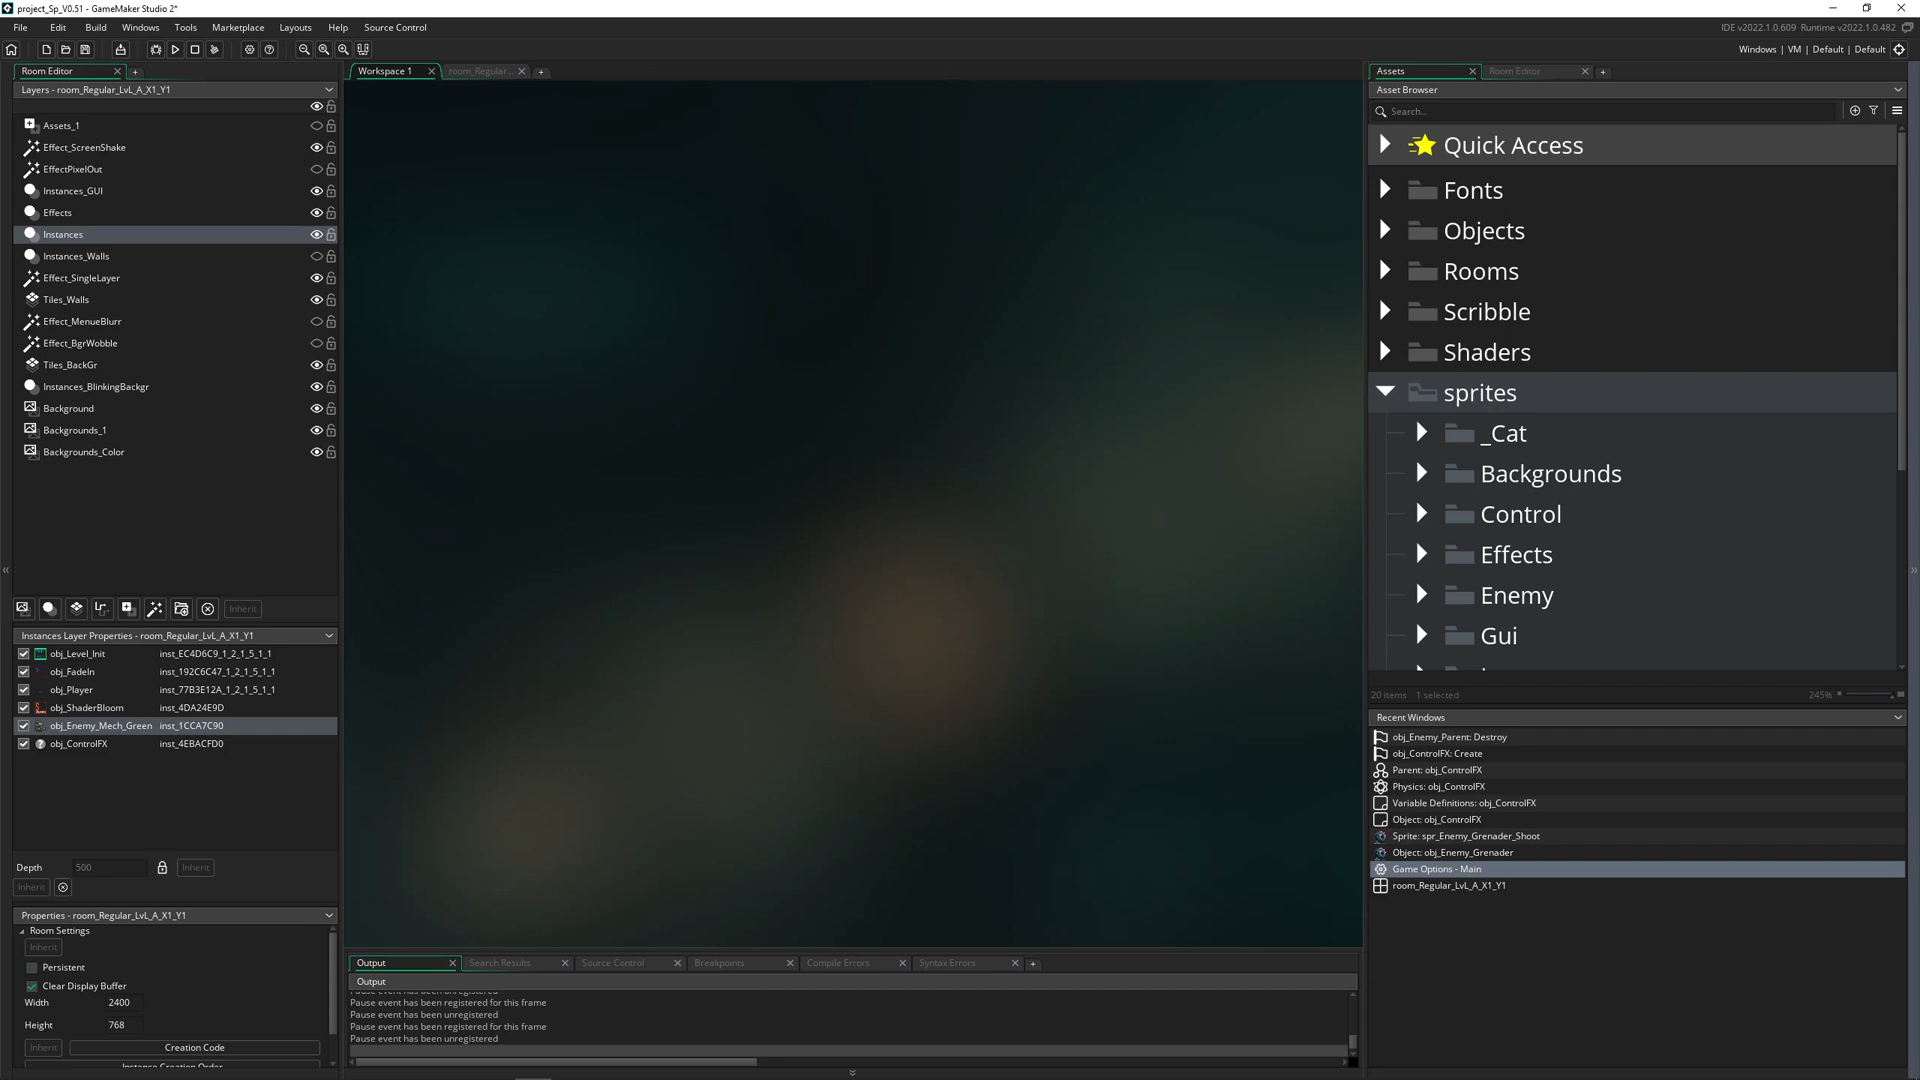 project_Sp_V0.51 - GameMaker Studio 2*
File Edit Build Windows Tools Marketplace Layouts Help Source Control
IDE v2022.1.0.609 Runtime v2022.1.0.482
Windows | VM | Default | Default
Room Editor
Layers - room_Regular_LvL_A_X1_Y1
Assets_1
Effect_ScreenShake
EffectPixelOut
Instances_GUI
Effects
Instances
Instances_Walls
Effect_SingleLayer
Tiles_Walls
Effect_MenueBlurr
Effect_BgrWobble
Tiles_BackGr
Instances_BlinkingBackgr
Background
Backgrounds_1
Backgrounds_Color
Inherit
Instances Layer Properties - room_Regular_LvL_A_X1_Y1
obj_Level_Init inst_EC4D6C9_1_2_1_5_1_1
obj_FadeIn inst_192C6C47_1_2_1_5_1_1
obj_Player inst_77B3E12A_1_2_1_5_1_1
obj_ShaderBloom inst_4DA24E9D
obj_Enemy_Mech_Green inst_1CCA7C90
obj_ControlFX inst_4EBACFD0
Depth 500 Inherit
Inherit
Properties - room_Regular_LvL_A_X1_Y1
Room Settings
Inherit
Persistent
Clear Display Buffer
Width 2400
Height 768
Inherit Creation Code
Instance Creation Order
Workspace 1 room_Regular...
Output Search Results Source Control Breakpoints Compile Errors Syntax Errors
Output
Pause event has been unregistered
Pause event has been registered for this frame
Pause event has been unregistered
Pause event has been registered for this frame
Pause event has been unregistered
Assets Room Editor
Asset Browser
Search...
Quick Access
Fonts
Objects
Rooms
Scribble
Shaders
sprites
_Cat
Backgrounds
Control
Effects
Enemy
Gui
20 items 1 selected 245%
Recent Windows
obj_Enemy_Parent: Destroy
obj_ControlFX: Create
Parent: obj_ControlFX
Physics: obj_ControlFX
Variable Definitions: obj_ControlFX
Object: obj_ControlFX
Sprite: spr_Enemy_Grenader_Shoot
Object: obj_Enemy_Grenader
Game Options - Main
room_Regular_LvL_A_X1_Y1